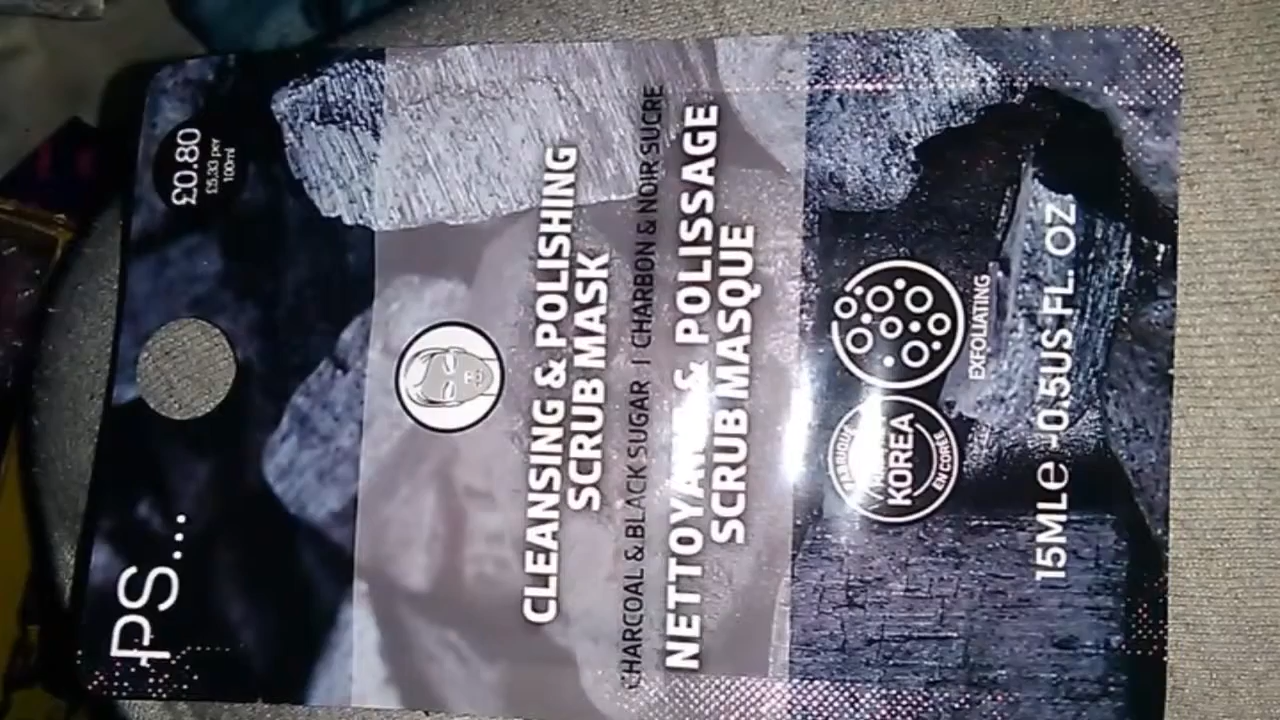 PS...
£0.80
£5.33 per
100ml
CLEANSING & POLISHING
SCRUB MASK
CHARCOAL & BLACK SUGAR | CHARBON & NOIR SUCRE
NETTOYANT & POLISSAGE
SCRUB MASQUE
KOREA
EN CORÉE
EXFOLIATING
15MLe -0.5US FL. OZ